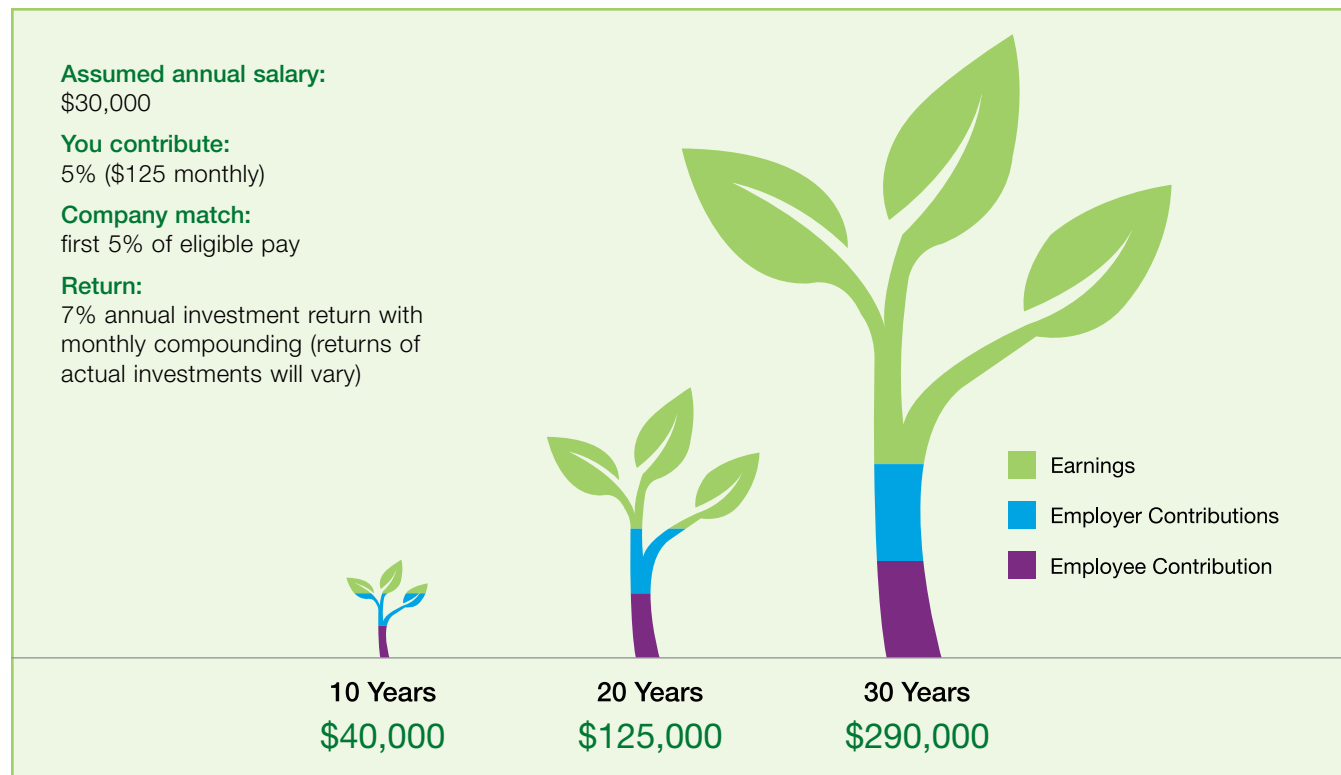 Assumed annual salary:
$30,000
You contribute:
5% ($125 monthly)
Company match:
first 5% of eligible pay
Return:
7% annual investment return with
monthly compounding (returns of
actual investments will vary)
Earnings
Employer Contributions
Employee Contribution
10 Years
$40,000
20 Years
$125,000
30 Years
$290,000